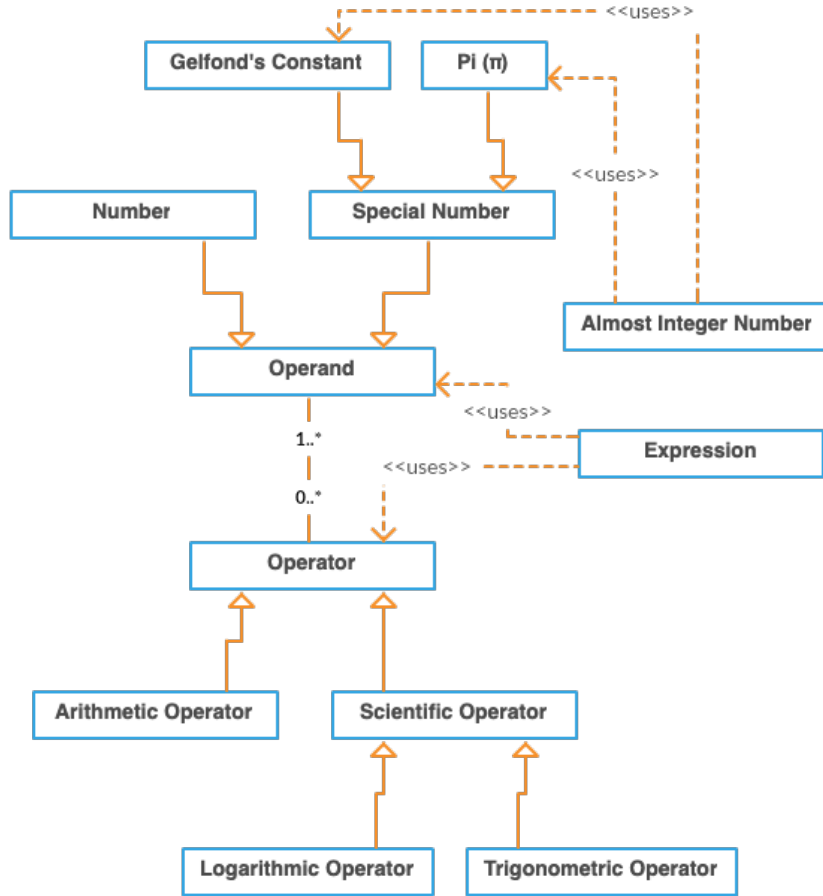 <<uses>>
Gelfond's Constant
Pi (π)
<<uses>>
Number
Special Number
Almost Integer Number
Operand
<<uses>>
1..*
Expression
<<uses>>
0..*
Operator
Arithmetic Operator
Scientific Operator
Logarithmic Operator
Trigonometric Operator